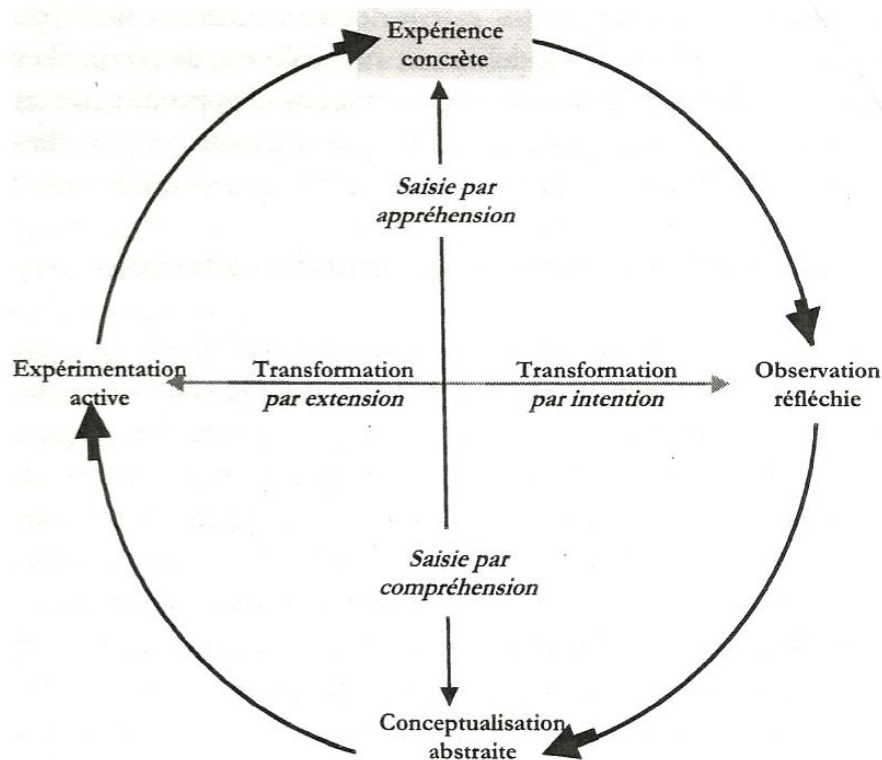 Expérience
concrète
Saisie par
appréhension
Expérimentation
active
Transformation
par extension
Transformation
par intention
Observation
réfléchie
Saisie par
compréhension
Conceptualisation
abstraite